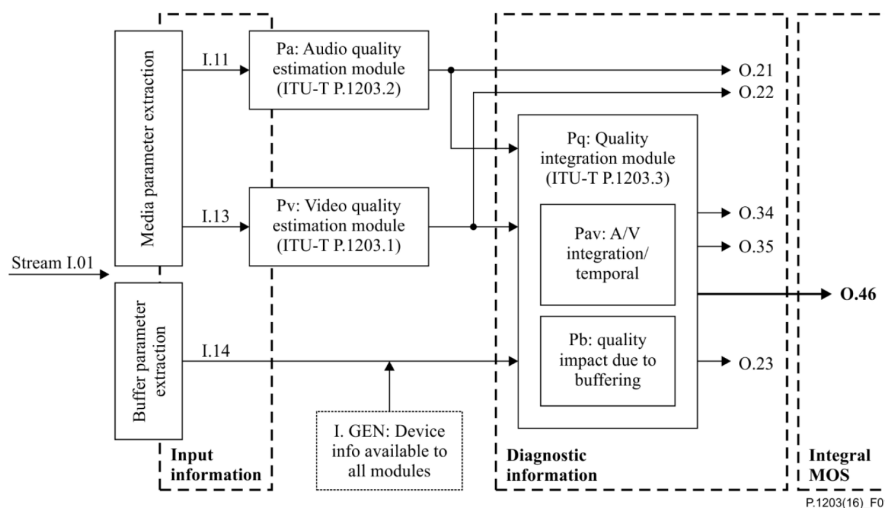 Stream I.01
Media parameter extraction
Buffer parameter
extraction
I.11
I.13
I.14
Input
information
Pa: Audio quality
estimation module
(ITU-T P.1203.2)
Pv: Video quality
estimation module
(ITU-T P.1203.1)
I. GEN: Device
info available to
all modules
Pq: Quality
integration module
(ITU-T P.1203.3)
Pav: A/V
integration/
temporal
Pb: quality
impact due to
buffering
Diagnostic
information
O.21
O.22
O.34
O.35
O.46
O.23
Integral
MOS
P.1203(16)_F0